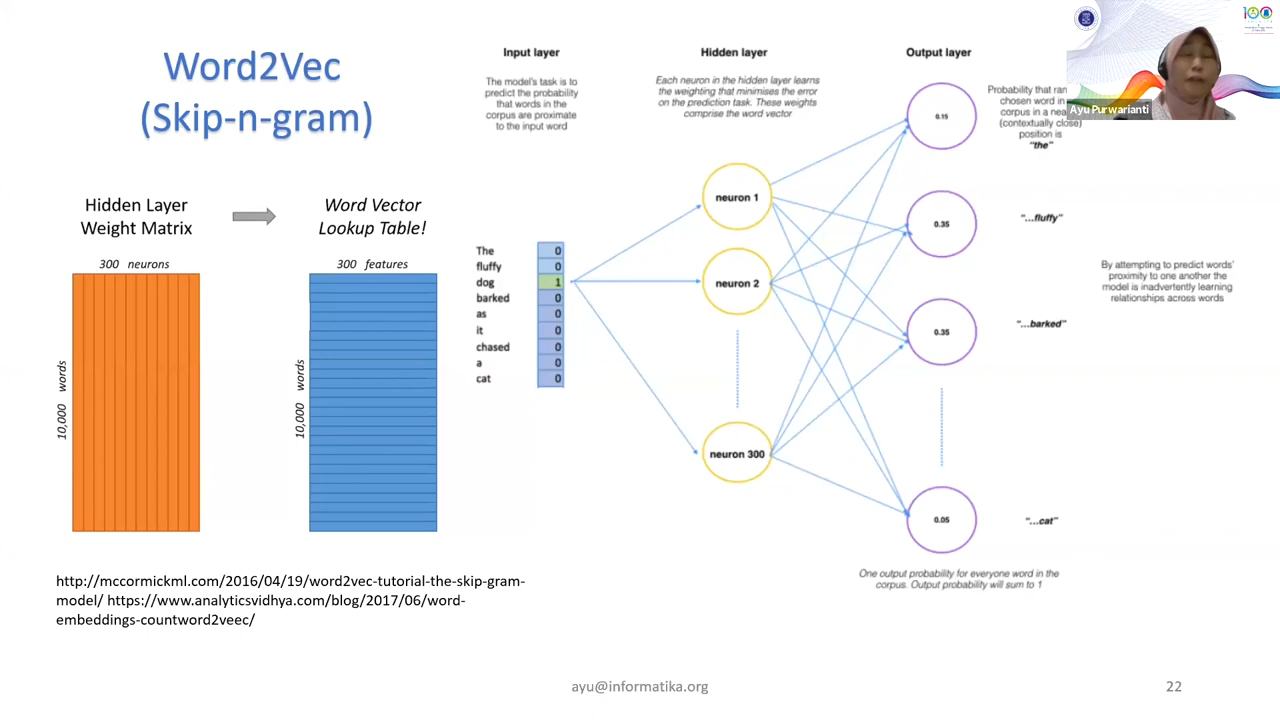 Word2Vec
(Skip-n-gram)
Hidden Layer
Weight Matrix
Word Vector
Lookup Table!
300 neurons
300 features
10,000 words
10,000 words
http://mccormickml.com/2016/04/19/word2vec-tutorial-the-skip-gram-
model/ https://www.analyticsvidhya.com/blog/2017/06/word-
embeddings-countword2veec/
Input layer
The model's task is to
predict the probability
that words in the
corpus are proximate
to the input word
The 0
fluffy 0
dog 1
barked 0
as 0
it 0
chased 0
a 0
cat 0
Hidden layer
Each neuron in the hidden layer learns
the weighting that minimises the error
on the prediction task. These weights
comprise the word vector
neuron 1
neuron 2
neuron 300
Output layer
0.15
0.35
0.35
0.05
Probability that
chosen word in
corpus in a
(contextually close)
position is
"the"
"...fluffy"
"...barked"
"...cat"
By attempting to predict words'
proximity to one another the
model is inadvertently learning
relationships across words
One output probability for everyone word in the
corpus. Output probability will sum to 1
Ayu Purwarianti
100
ayu@informatika.org
22